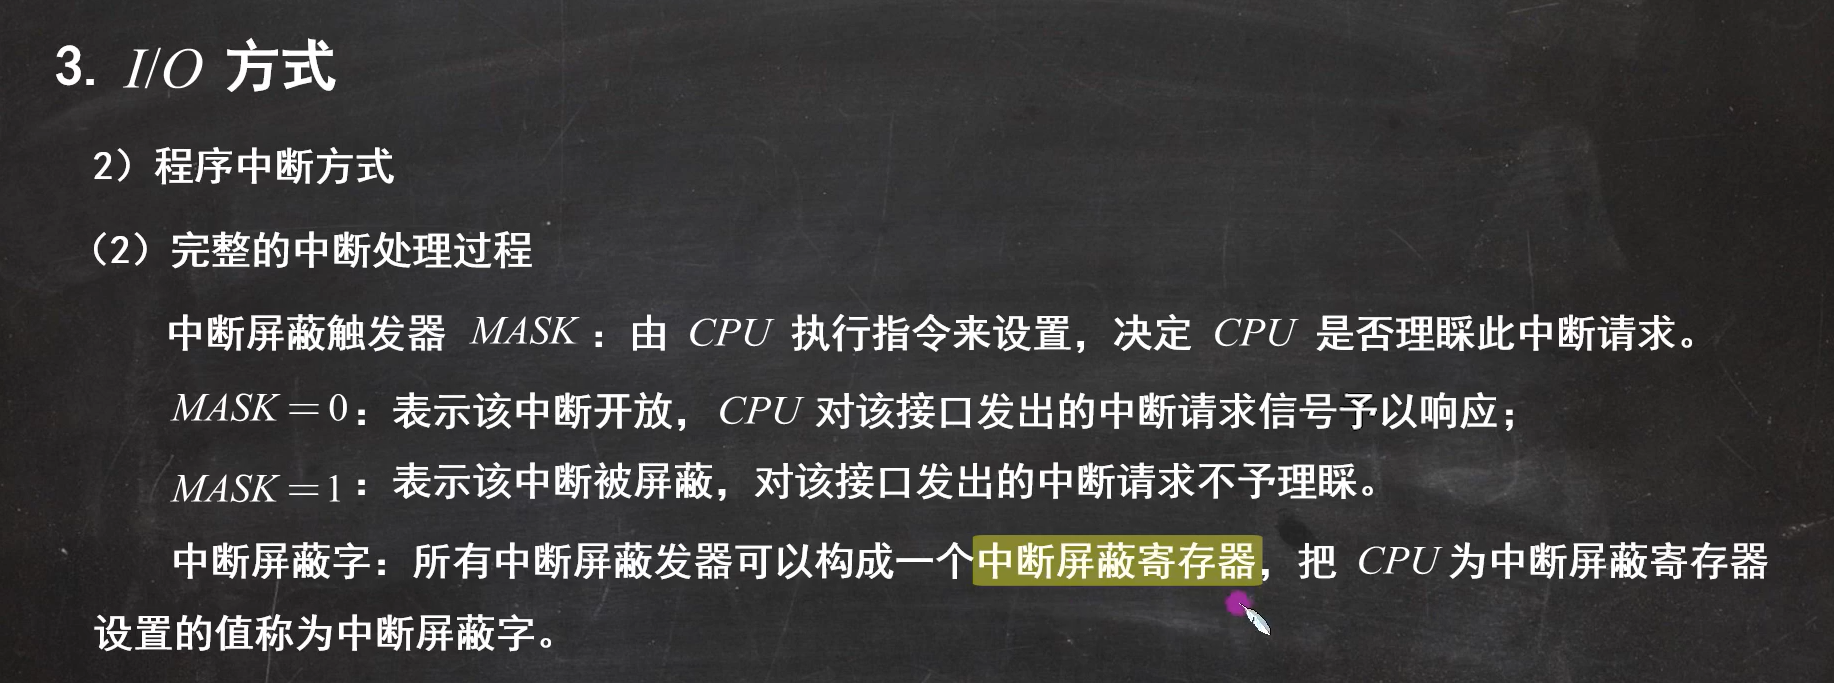 3. I/O 方式
2）程序中断方式
（2）完整的中断处理过程
中断屏蔽触发器 MASK：由 CPU 执行指令来设置，决定 CPU 是否理睬此中断请求。
MASK＝0：表示该中断开放，CPU 对该接口发出的中断请求信号予以响应；
MASK＝1：表示该中断被屏蔽，对该接口发出的中断请求不予理睬。
中断屏蔽字：所有中断屏蔽发器可以构成一个中断屏蔽寄存器，把 CPU 为中断屏蔽寄存器
设置的值称为中断屏蔽字。